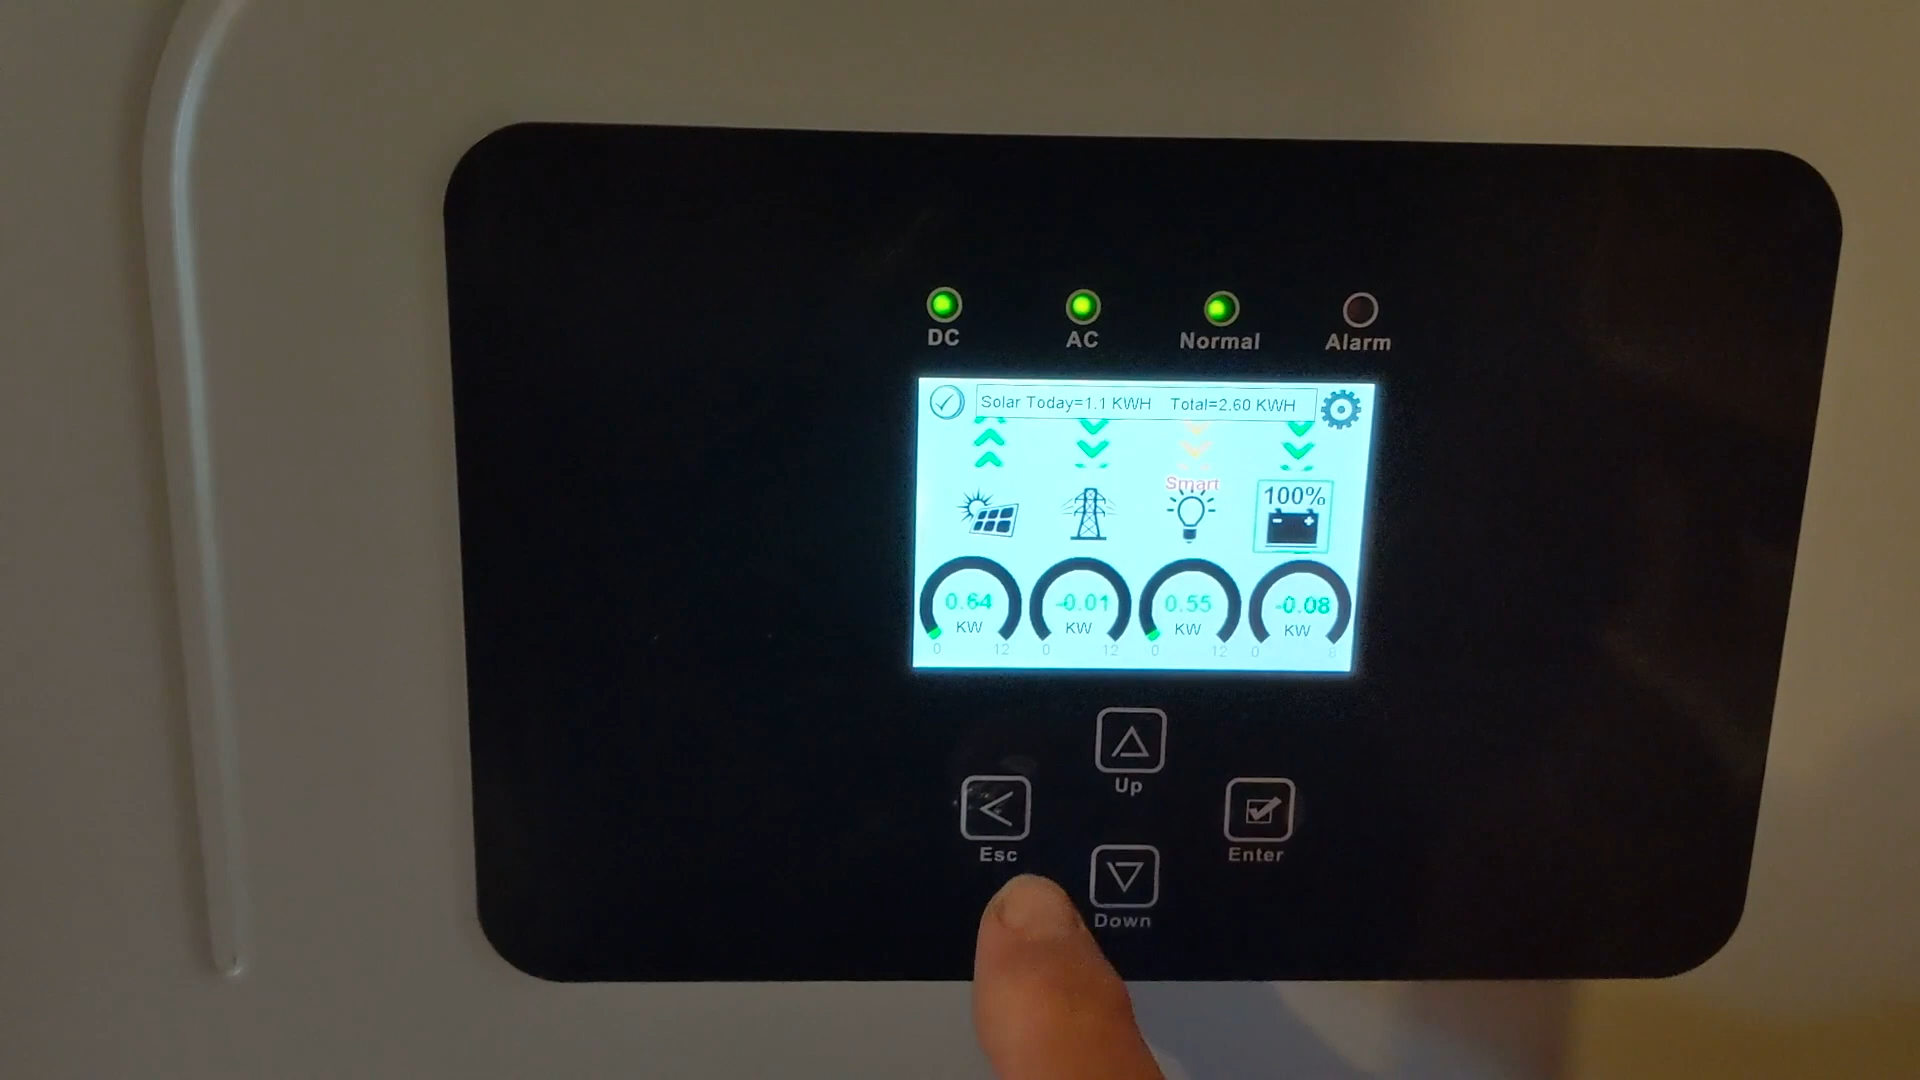 DC AC Normal Alarm
Solar Today=1.1 KWH Total=2.60 KWH
Smart
100%
0.64 -0.01 0.55 -0.08
KW KW KW KW
0 12 0 12 0 12 0 8
Up
Esc Enter
Down